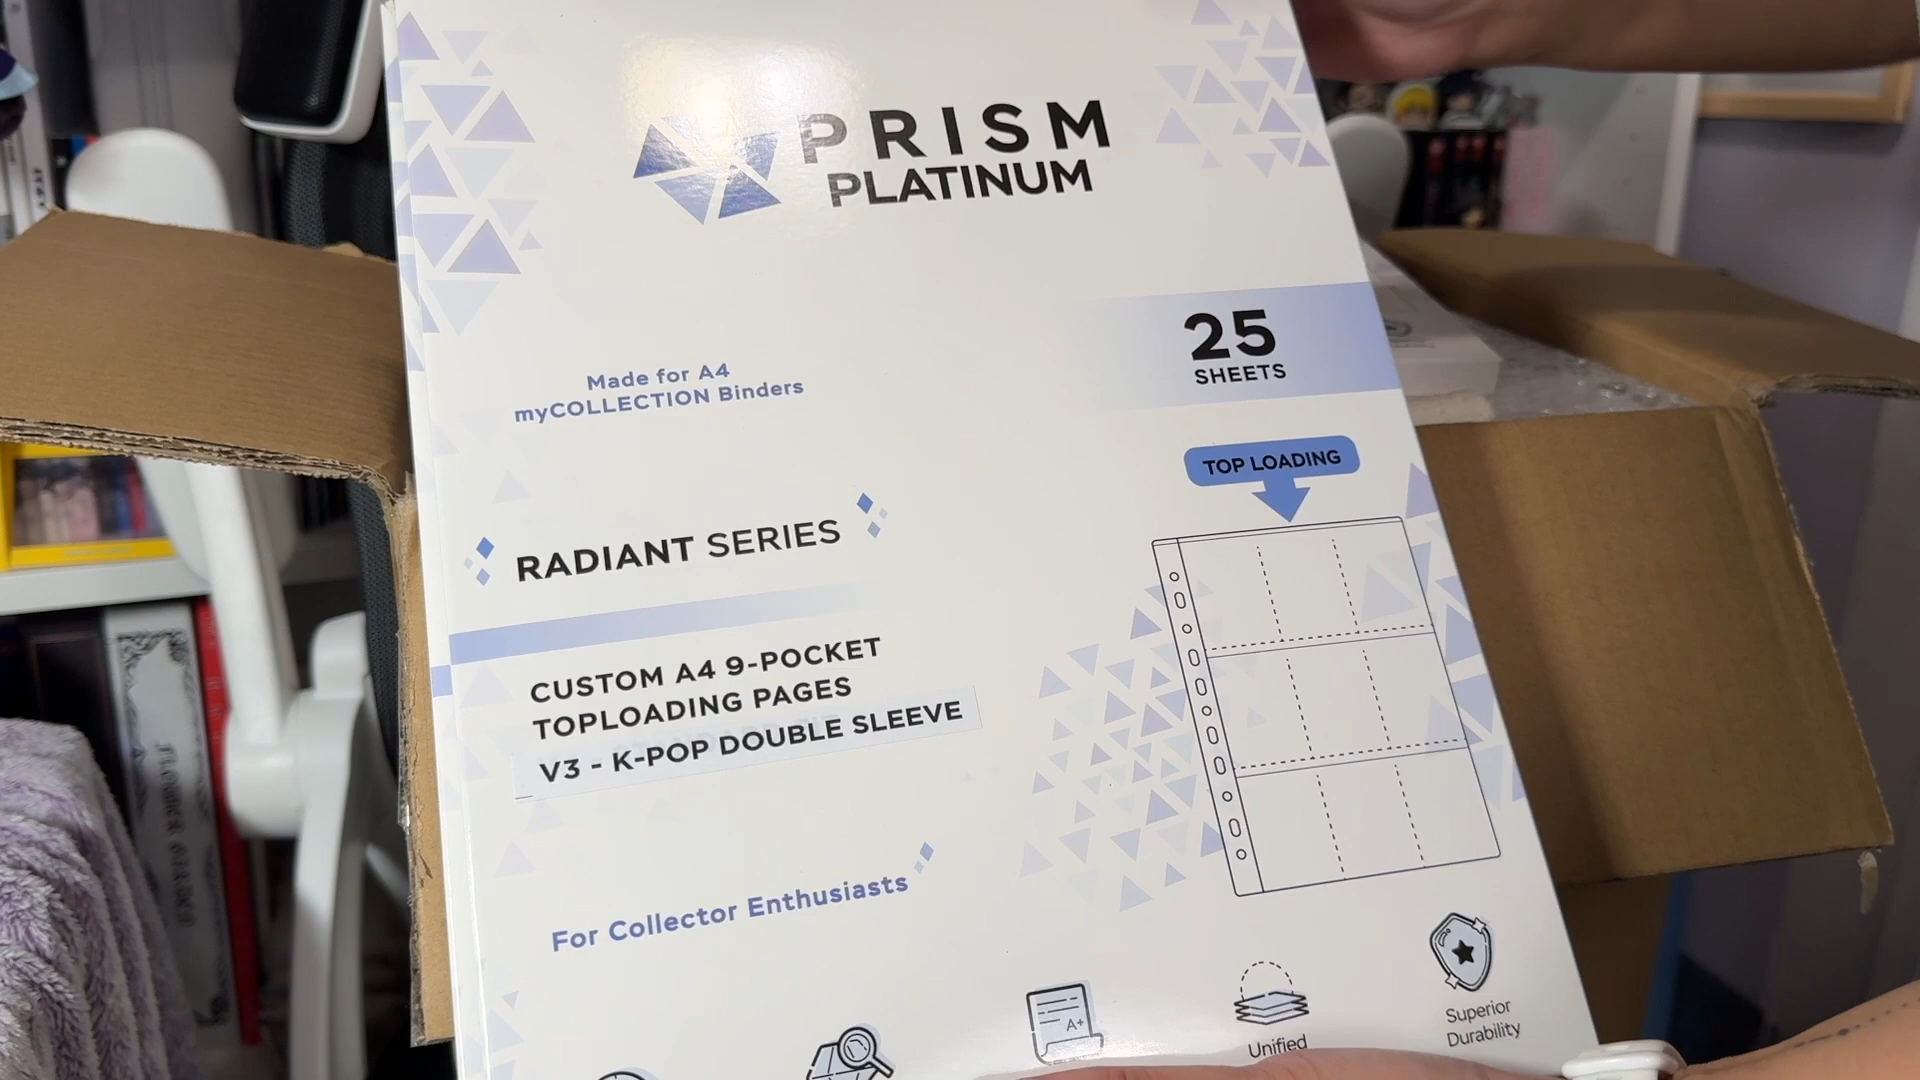 PRISM
PLATINUM
25
SHEETS
Made for A4
myCOLLECTION Binders
TOP LOADING
RADIANT SERIES
CUSTOM A4 9-POCKET
TOPLOADING PAGES
V3 - K-POP DOUBLE SLEEVE
For Collector Enthusiasts
A+
Unified
Superior
Durability